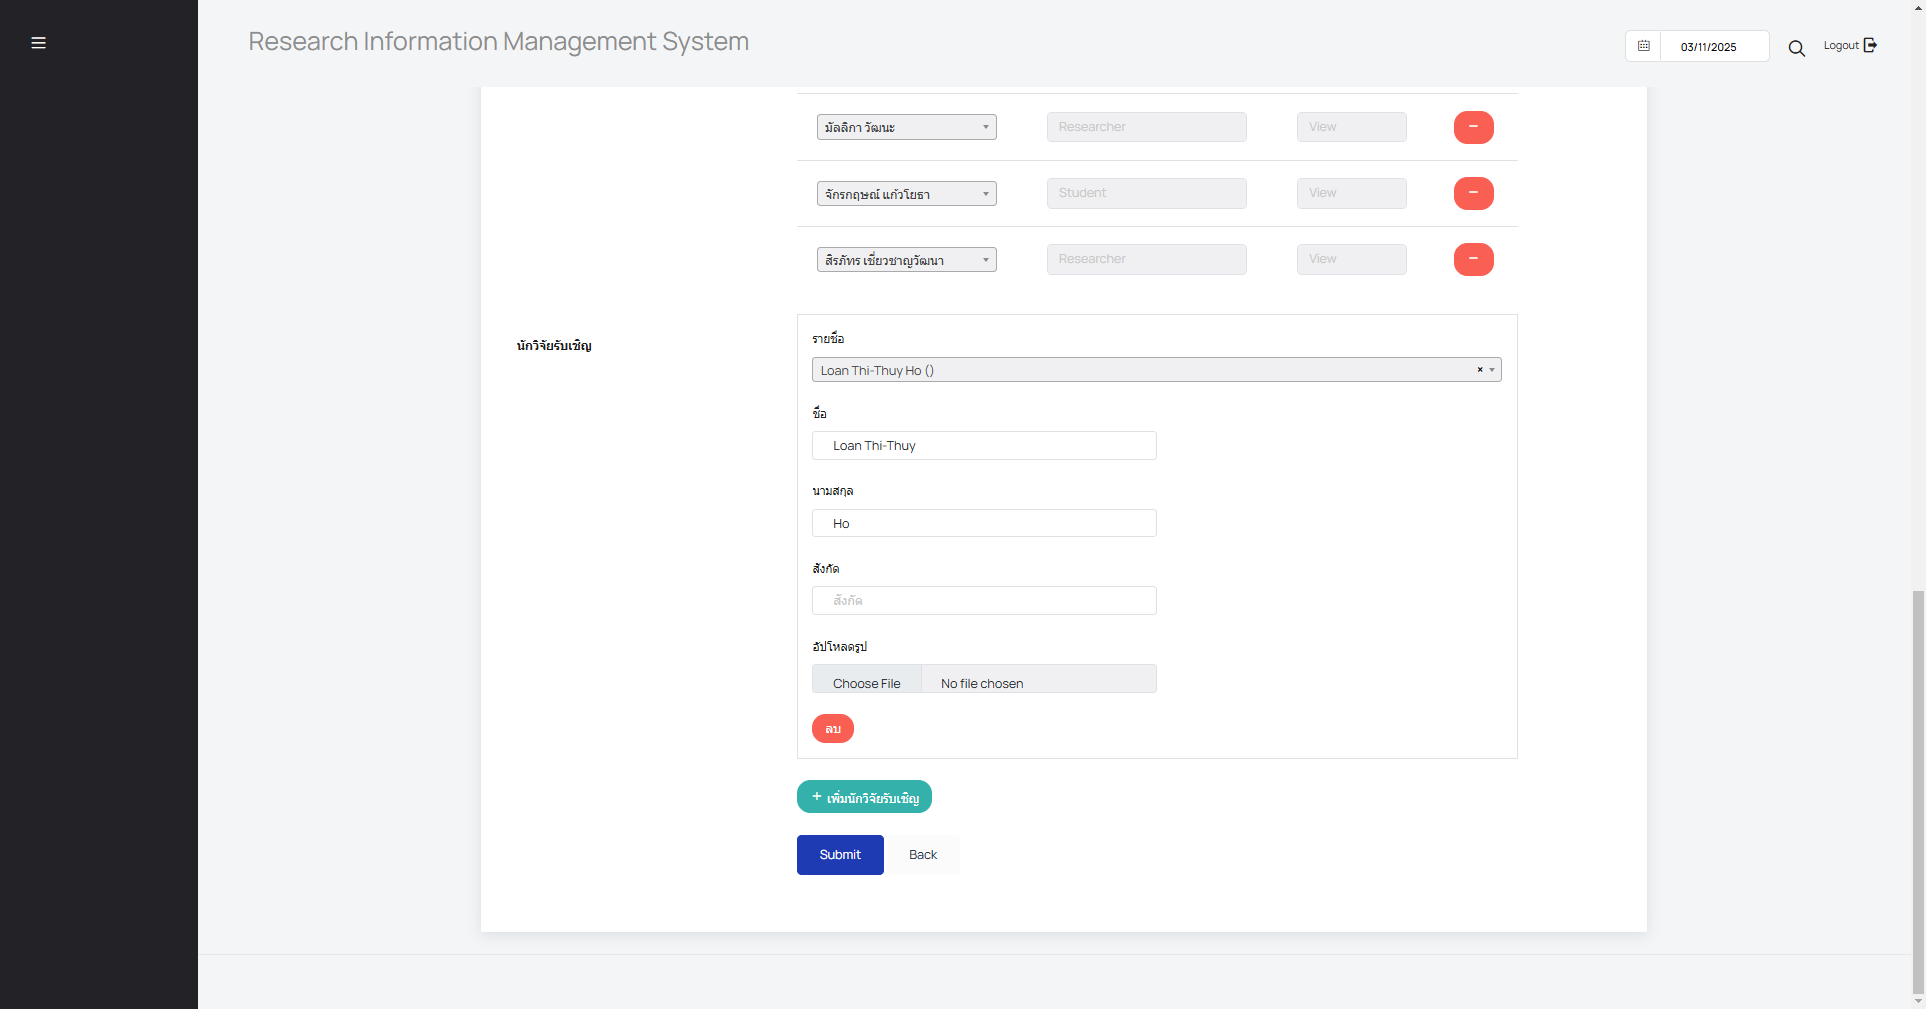 Research Information Management System
03/11/2025
Logout
มัลลิกา วัฒนะ
Researcher
View
จักรกฤษณ์ แก้วโยธา
Student
View
สิรภัทร เชี่ยวชาญวัฒนา
Researcher
View
นักวิจัยรับเชิญ
รายชื่อ
Loan Thi-Thuy Ho ()
ชื่อ
Loan Thi-Thuy
นามสกุล
Ho
สังกัด
สังกัด
อัปโหลดรูป
Choose File No file chosen
ลบ
+ เพิ่มนักวิจัยรับเชิญ
Submit
Back